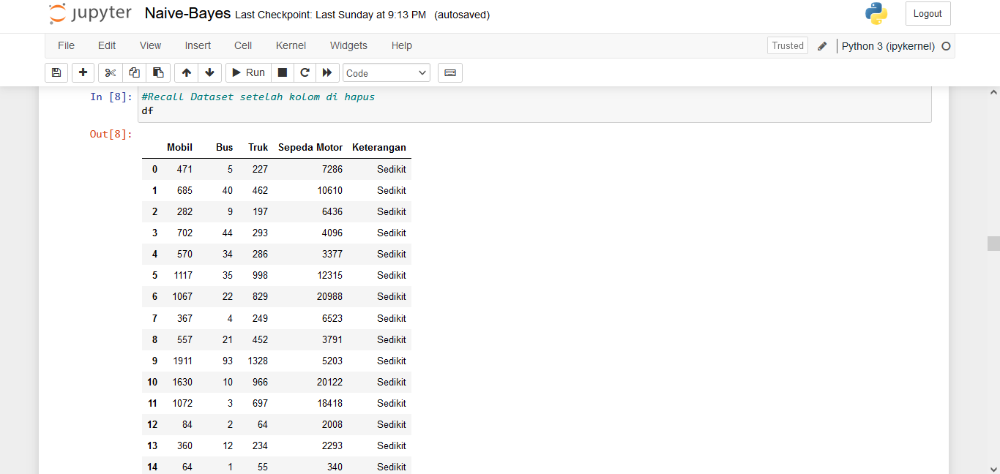 jupyter Naive-Bayes Last Checkpoint: Last Sunday at 9:13 PM (autosaved) Logout
File Edit View Insert Cell Kernel Widgets Help Trusted Python 3 (ipykernel)
Run Code
In [8]: #Recall Dataset setelah kolom di hapus
df
Out[8]:
Mobil Bus Truk Sepeda Motor Keterangan
0 471 5 227 7286 Sedikit
1 685 40 462 10610 Sedikit
2 282 9 197 6436 Sedikit
3 702 44 293 4096 Sedikit
4 570 34 286 3377 Sedikit
5 1117 35 998 12315 Sedikit
6 1067 22 829 20988 Sedikit
7 367 4 249 6523 Sedikit
8 557 21 452 3791 Sedikit
9 1911 93 1328 5203 Sedikit
10 1630 10 966 20122 Sedikit
11 1072 3 697 18418 Sedikit
12 84 2 64 2008 Sedikit
13 360 12 234 2293 Sedikit
14 64 1 55 340 Sedikit